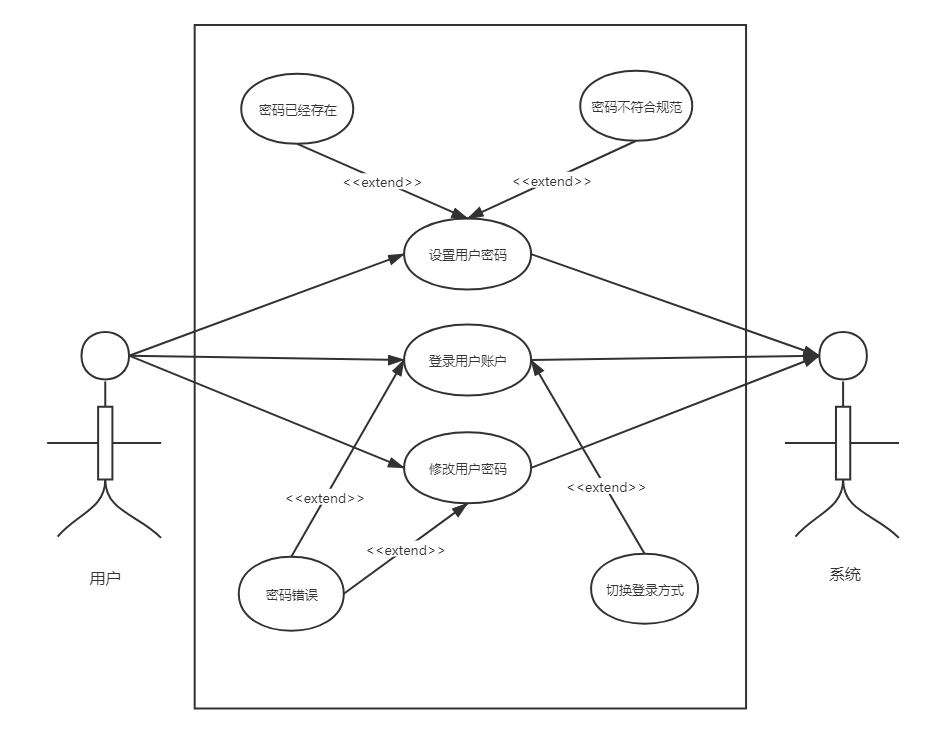 密码已经存在
密码不符合规范
<<extend>>
<<extend>>
设置用户密码
登录用户账户
修改用户密码
<<extend>>
<<extend>>
<<extend>>
密码错误
切换登录方式
用户
系统